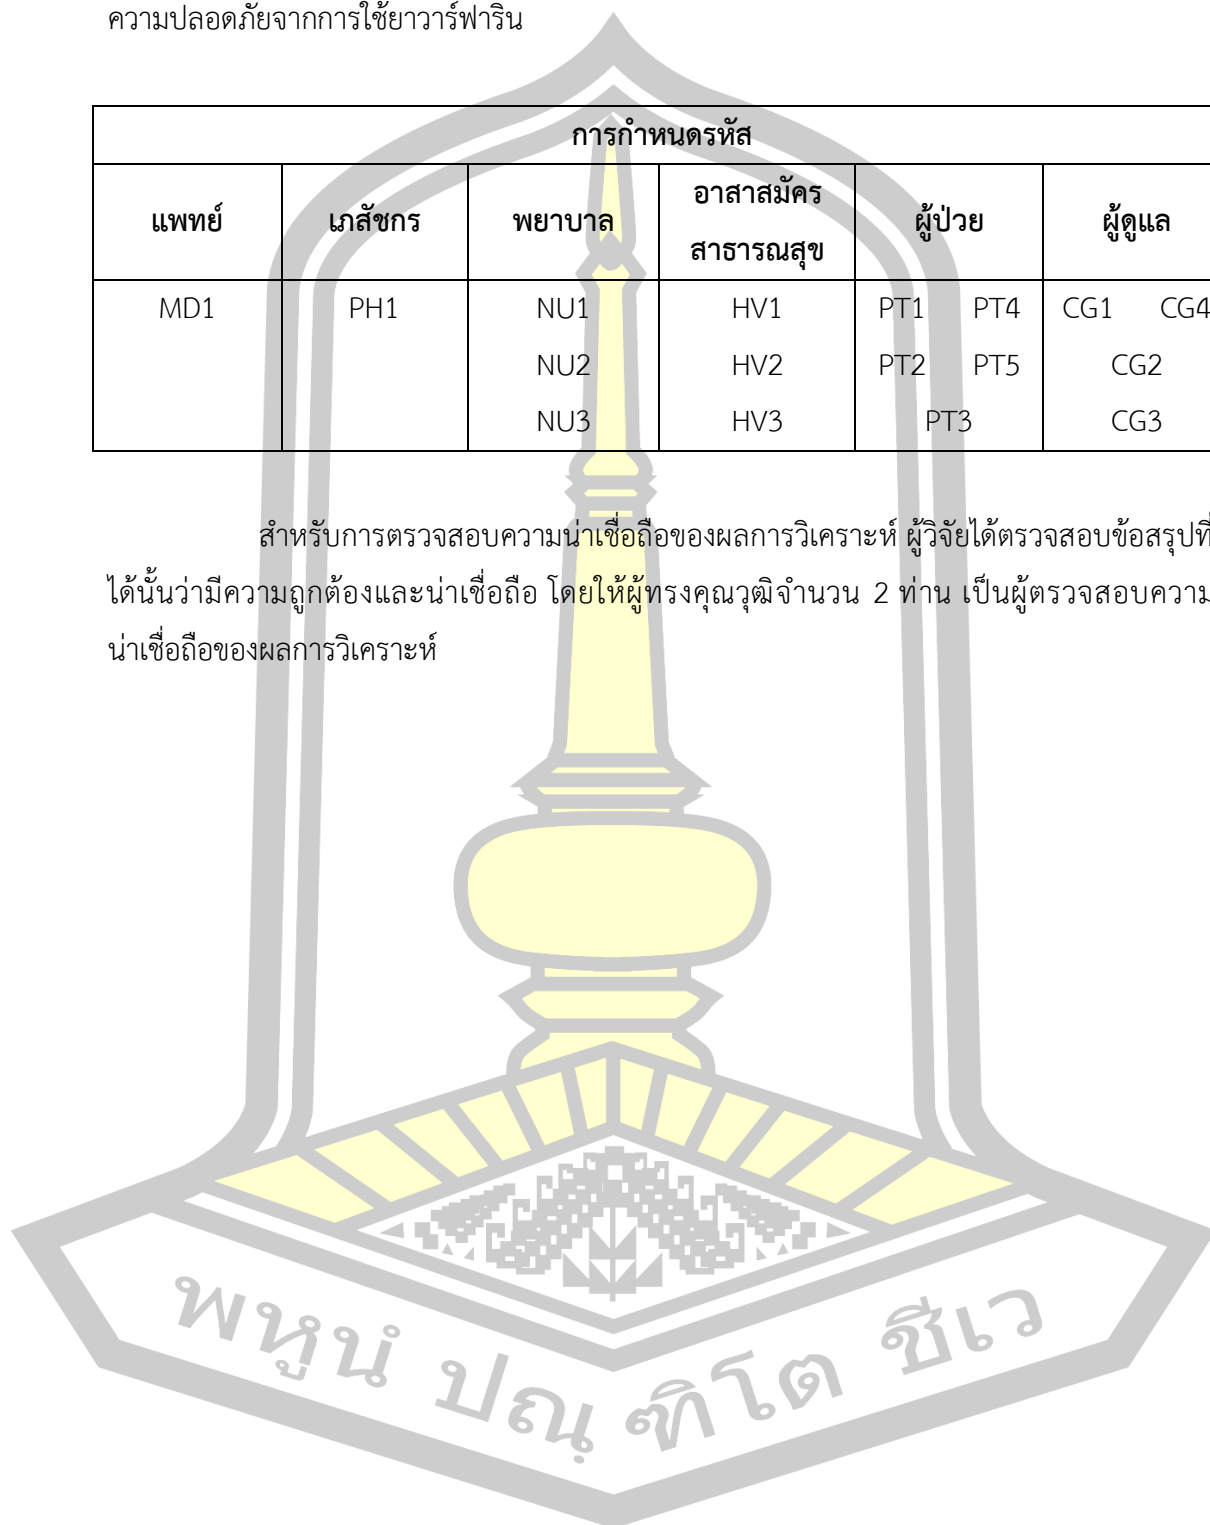 ความปลอดภัยจากการใช้ยาวาร์ฟาริน
การกำหนดรหัส
แพทย์ เภสัชกร พยาบาล อาสาสมัคร สาธารณสุข ผู้ป่วย ผู้ดูแล
MD1 PH1 NU1 HV1 PT1 PT4 CG1 CG4
NU2 HV2 PT2 PT5 CG2
NU3 HV3 PT3 CG3
สำหรับการตรวจสอบความน่าเชื่อถือของผลการวิเคราะห์ ผู้วิจัยได้ตรวจสอบข้อสรุปที่
ได้นั้นว่ามีความถูกต้องและน่าเชื่อถือ โดยให้ผู้ทรงคุณวุฒิจำนวน 2 ท่าน เป็นผู้ตรวจสอบความ
น่าเชื่อถือของผลการวิเคราะห์
พหูนํ ปณฺฑิโต ชีเว